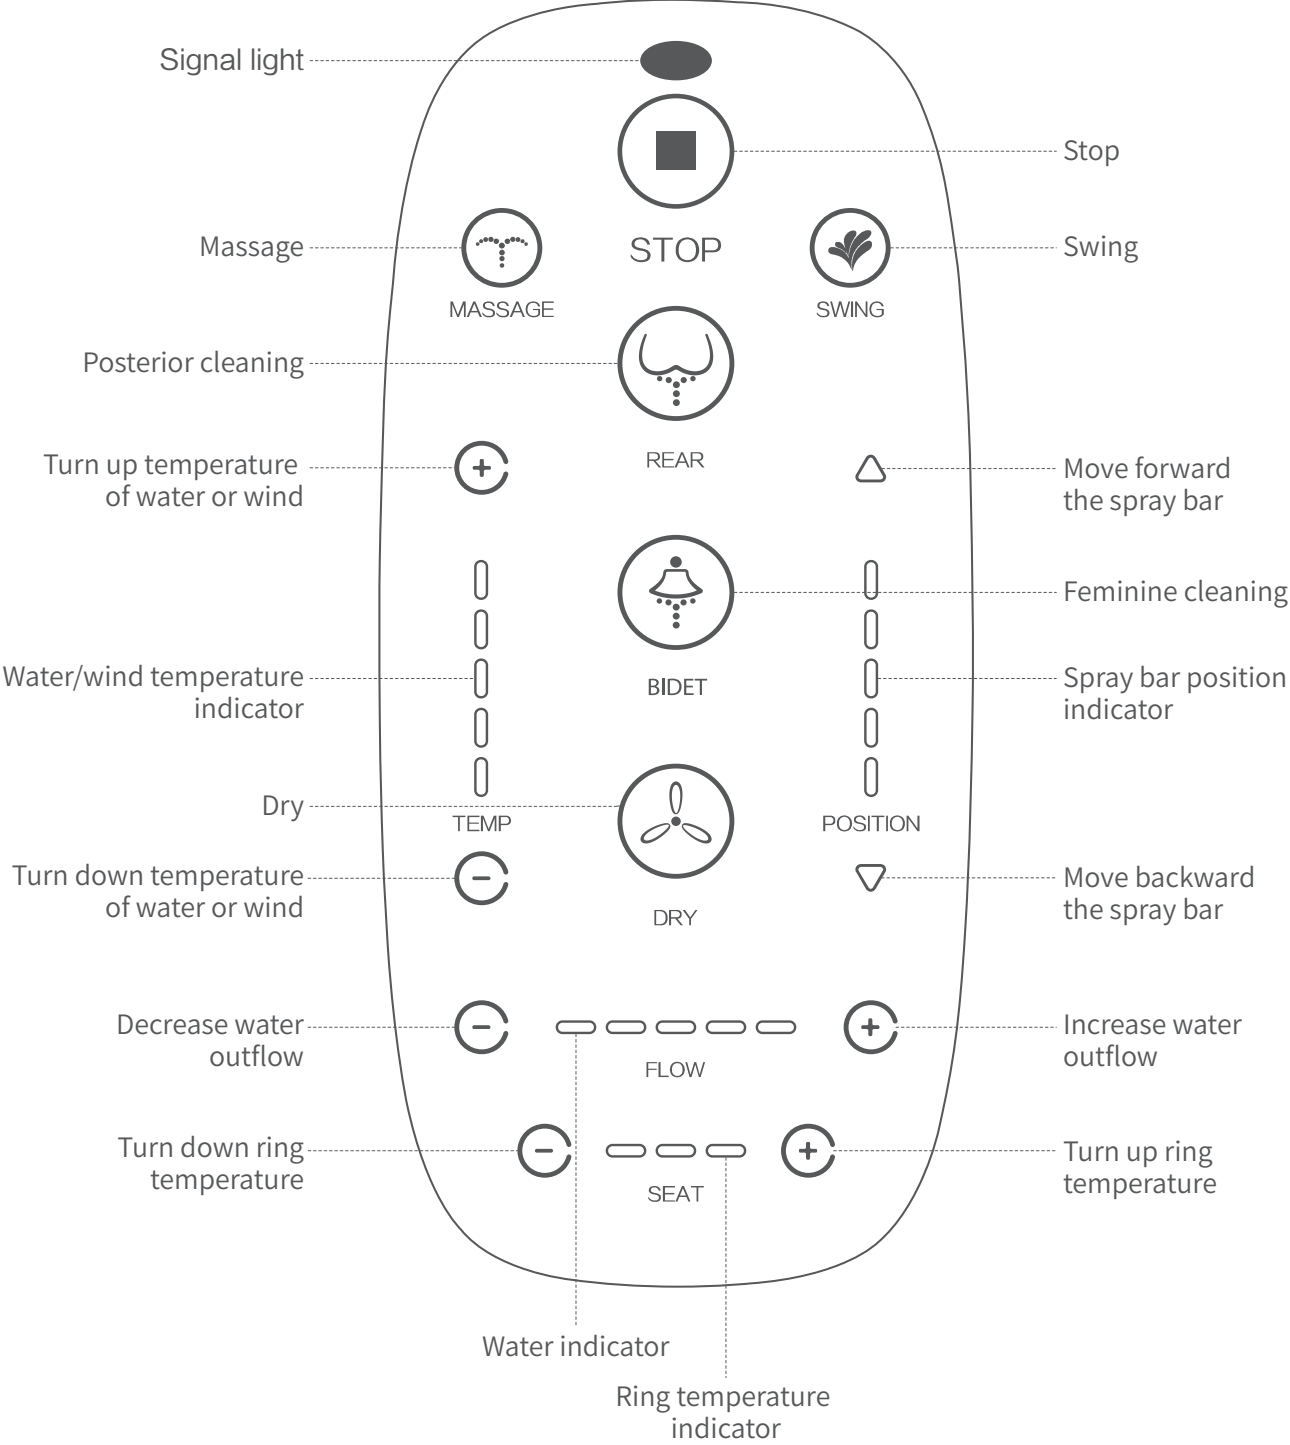 Signal light
Stop
STOP
Massage
MASSAGE
Swing
SWING
Posterior cleaning
REAR
Turn up temperature
of water or wind
Move forward
the spray bar
Feminine cleaning
BIDET
Water/wind temperature
indicator
Spray bar position
indicator
Dry
TEMP
POSITION
Turn down temperature
of water or wind
DRY
Move backward
the spray bar
Decrease water
outflow
FLOW
Increase water
outflow
Turn down ring
temperature
SEAT
Turn up ring
temperature
Water indicator
Ring temperature
indicator